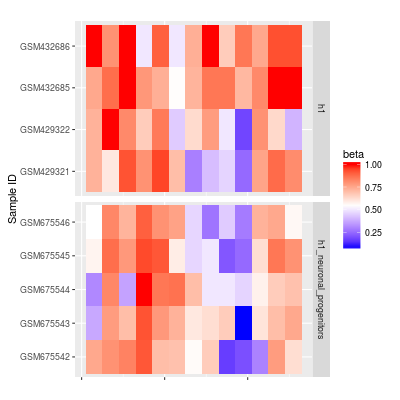 GSM432686
GSM432685
GSM429322
GSM429321
h1
GSM675546
GSM675545
GSM675544
GSM675543
GSM675542
h1_neuronal_progenitors
Sample ID
beta
1.00
0.75
0.50
0.25